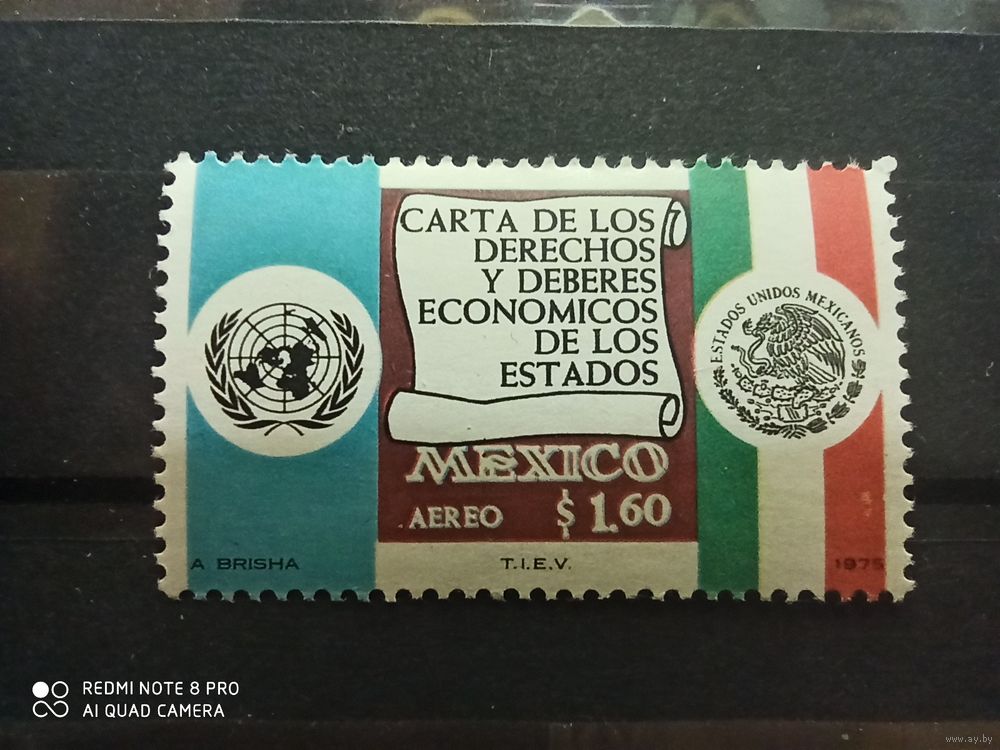 CARTA DE LOS
DERECHOS
Y DEBERES
ECONOMICOS
DE LOS
ESTADOS
ESTADOS UNIDOS MEXICANOS
MEXICO
AEREO $1.60
A BRISHA T.I.E.V. 1975
REDMI NOTE 8 PRO
AI QUAD CAMERA
www.ay.by